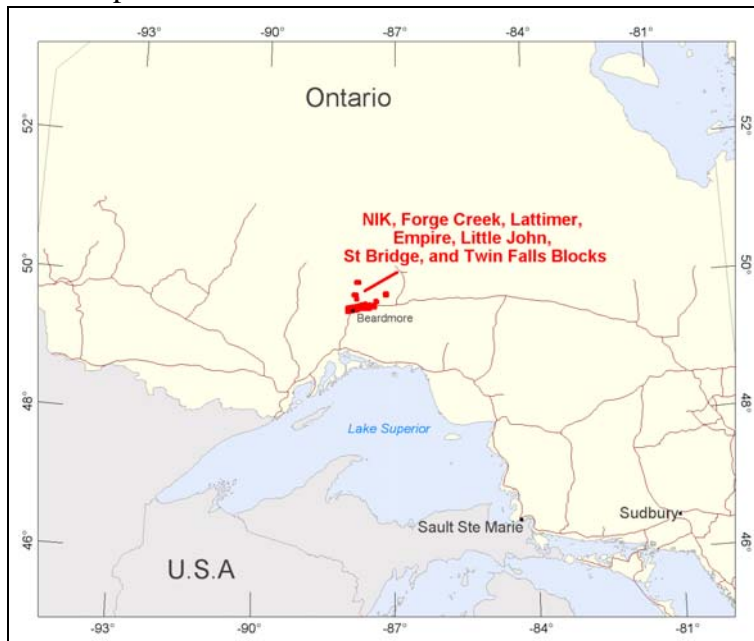 -93°
-90°
-87°
-84°
-81°
Ontario
52°
52°
NIK, Forge Creek, Lattimer,
Empire, Little John,
St Bridge, and Twin Falls Blocks
50°
50°
Beardmore
48°
48°
Lake Superior
Sault Ste Marie
Sudbury
46°
46°
U.S.A
-93°
-90°
-87°
-84°
-81°